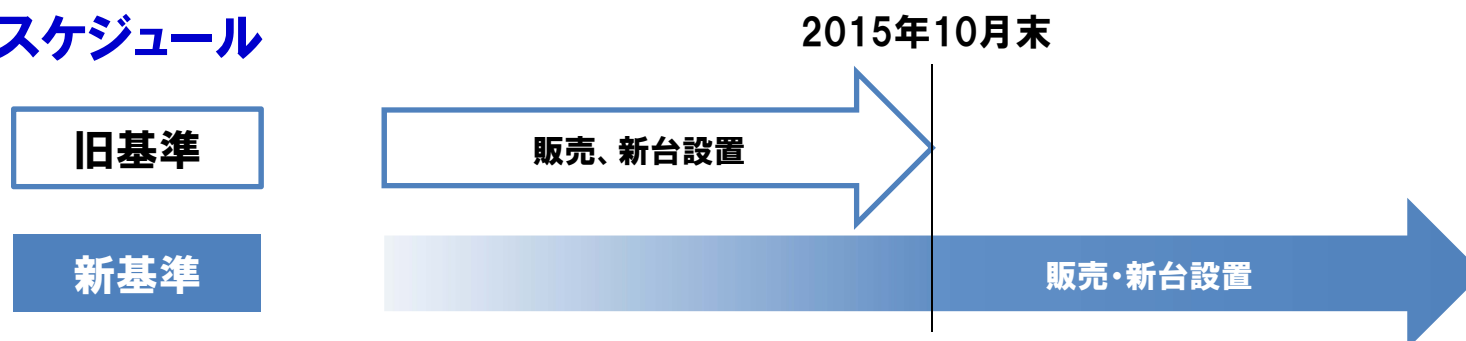 スケジュール
2015年10月末
旧基準
販売、新台設置
新基準
販売・新台設置